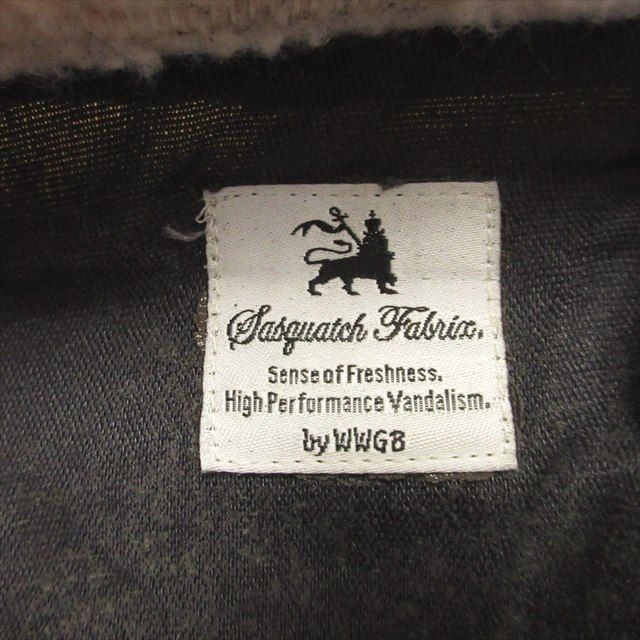 Sasquatch Fabrix.
Sense of Freshness.
High Performance Vandalism.
by WWGB